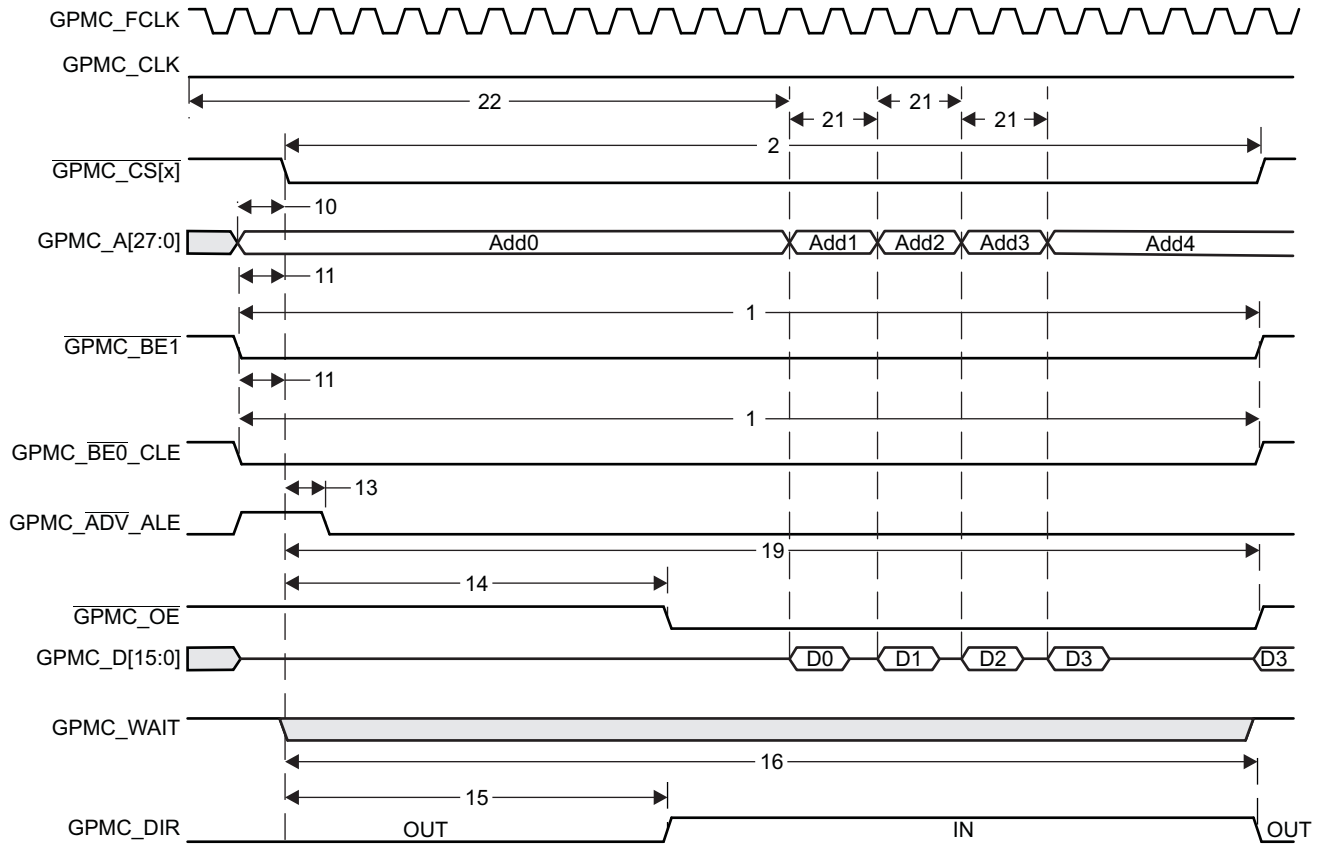 GPMC_FCLK
GPMC_CLK
22
21
21
21
2
GPMC_CS[x]
10
GPMC_A[27:0]
Add0
Add1
Add2
Add3
Add4
11
1
GPMC_BE1
11
1
GPMC_BE0_CLE
13
GPMC_ADV_ALE
19
14
GPMC_OE
GPMC_D[15:0]
D0
D1
D2
D3
D3
GPMC_WAIT
16
15
GPMC_DIR
OUT
IN
OUT